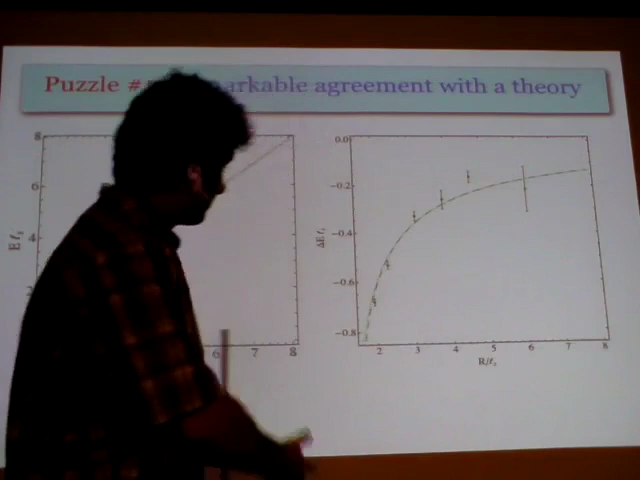 Puzzle # markable agreement with a theory
8
6
4
E ℓs
6 7 8
0.0
−0.2
−0.4
−0.6
−0.8
ΔE ℓs
2 3 4 5 6 7 8
R/ℓs